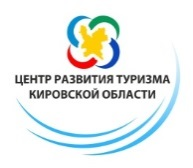 ЦЕНТР РАЗВИТИЯ ТУРИЗМА
КИРОВСКОЙ ОБЛАСТИ